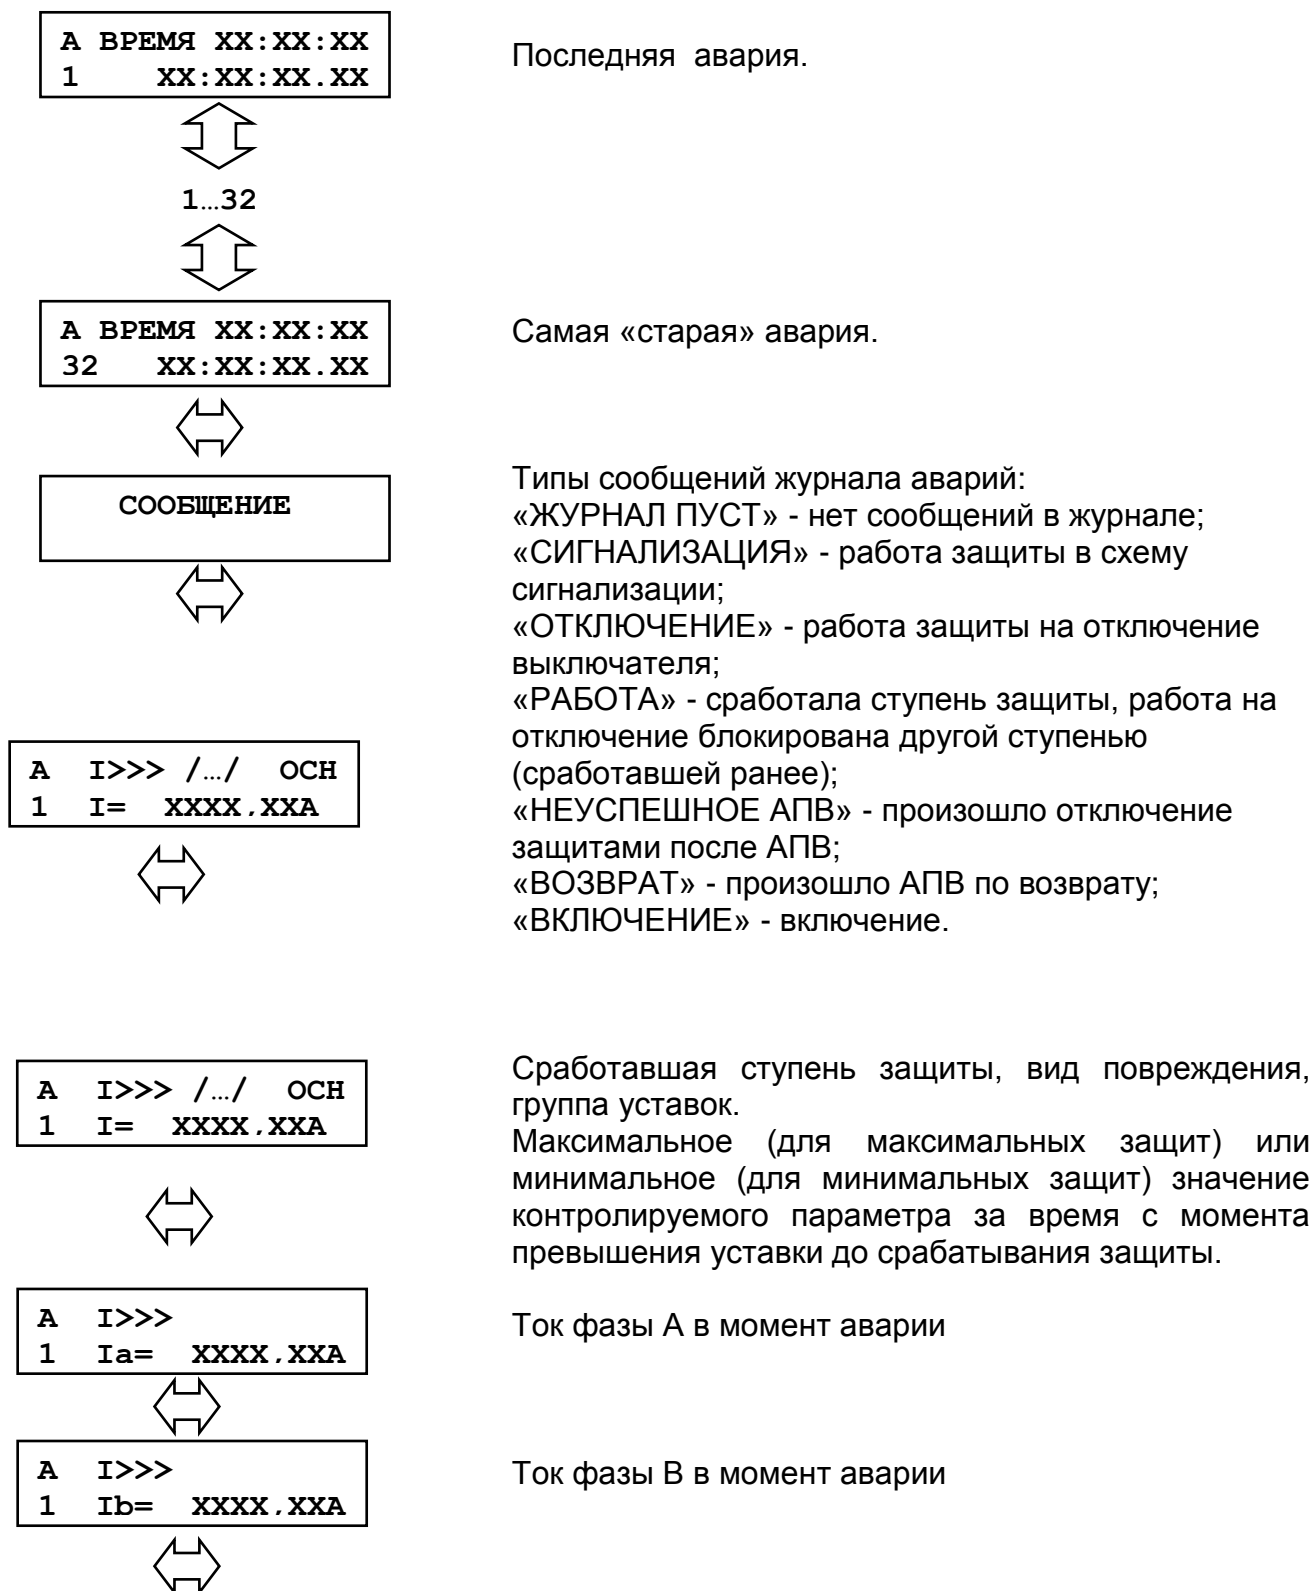 А ВРЕМЯ XX:XX:XX
1 XX:XX:XX.XX
Последняя авария.
1…32
А ВРЕМЯ XX:XX:XX
32 XX:XX:XX.XX
Самая «старая» авария.
СООБЩЕНИЕ
Типы сообщений журнала аварий:
«ЖУРНАЛ ПУСТ» - нет сообщений в журнале;
«СИГНАЛИЗАЦИЯ» - работа защиты в схему
сигнализации;
«ОТКЛЮЧЕНИЕ» - работа защиты на отключение
выключателя;
«РАБОТА» - сработала ступень защиты, работа на
отключение блокирована другой ступенью
(сработавшей ранее);
«НЕУСПЕШНОЕ АПВ» - произошло отключение
защитами после АПВ;
«ВОЗВРАТ» - произошло АПВ по возврату;
«ВКЛЮЧЕНИЕ» - включение.
А I>>> /…/ ОСН
1 I= XXXX,XXА
А I>>> /…/ ОСН
1 I= XXXX,XXА
Сработавшая ступень защиты, вид повреждения,
группа уставок.
Максимальное (для максимальных защит) или
минимальное (для минимальных защит) значение
контролируемого параметра за время с момента
превышения уставки до срабатывания защиты.
А I>>>
1 Ia= XXXX,XXА
Ток фазы А в момент аварии
А I>>>
1 Ib= XXXX,XXА
Ток фазы В в момент аварии